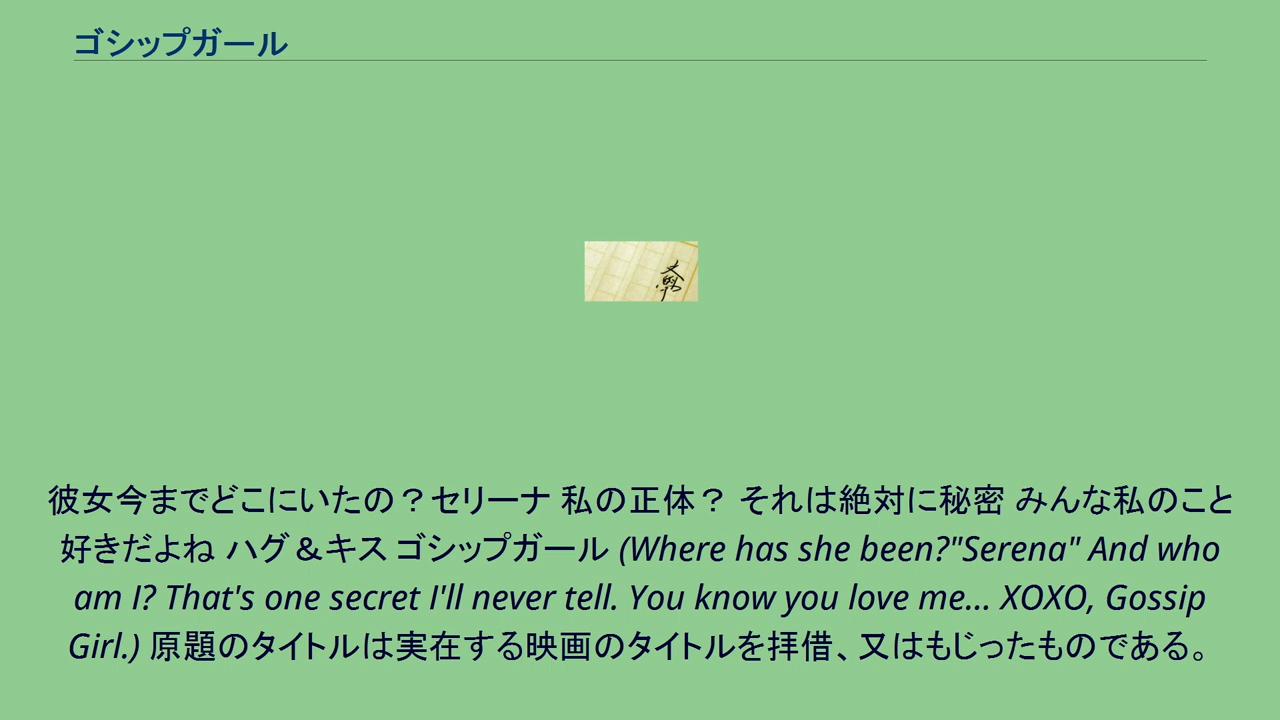 ゴシップガール
彼女今までどこにいたの？セリーナ 私の正体？ それは絶対に秘密 みんな私のこと
好きだよね ハグ＆キス ゴシップガール (Where has she been?"Serena" And who
am I? That's one secret I'll never tell. You know you love me... XOXO, Gossip
Girl.) 原題のタイトルは実在する映画のタイトルを拝借、又はもじったものである。